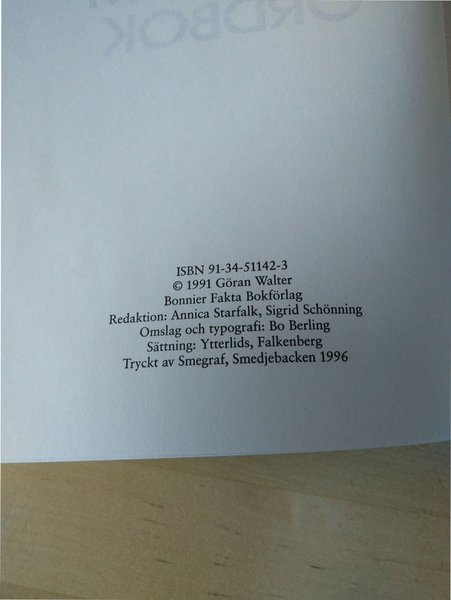 ORDBOK
ISBN 91-34-51142-3
© 1991 Göran Walter
Bonnier Fakta Bokförlag
Redaktion: Annica Starfalk, Sigrid Schönning
Omslag och typografi: Bo Berling
Sättning: Ytterlids, Falkenberg
Tryckt av Smegraf, Smedjebacken 1996